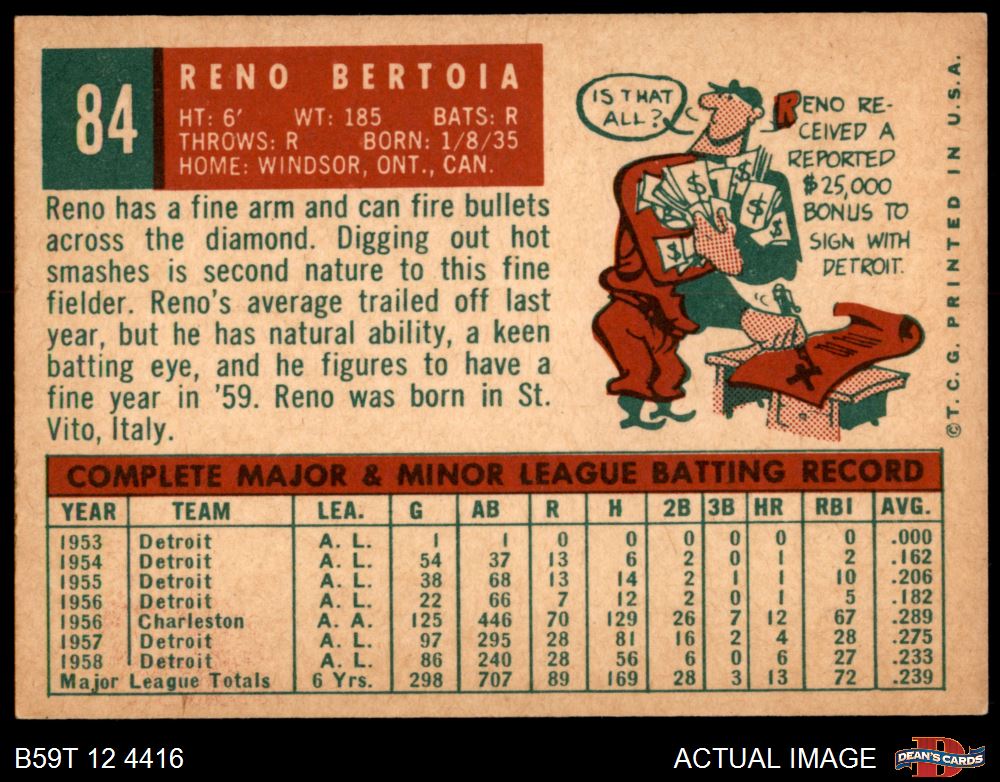 84
RENO BERTOIA
HT: 6' WT: 185 BATS: R
THROWS: R BORN: 1/8/35
HOME: WINDSOR, ONT., CAN.
Reno has a fine arm and can fire bullets
across the diamond. Digging out hot
smashes is second nature to this fine
fielder. Reno's average trailed off last
year, but he has natural ability, a keen
batting eye, and he figures to have a
fine year in '59. Reno was born in St.
Vito, Italy.
IS THAT
ALL?
RENO RE-
CEIVED A
REPORTED
$25,000
BONUS TO
SIGN WITH
DETROIT.
©T. C. G. PRINTED IN U.S.A.
COMPLETE MAJOR & MINOR LEAGUE BATTING RECORD
YEAR TEAM LEA. G AB R H 2B 3B HR RBI AVG.
1953 Detroit A. L. 1 1 0 0 0 0 0 0 .000
1954 Detroit A. L. 54 37 13 6 2 0 1 2 .162
1955 Detroit A. L. 38 68 13 14 2 1 1 10 .206
1956 Detroit A. L. 22 66 7 12 2 0 1 5 .182
1956 Charleston A. A. 125 446 70 129 26 7 12 67 .289
1957 Detroit A. L. 97 295 28 81 16 2 4 28 .275
1958 Detroit A. L. 86 240 28 56 6 0 6 27 .233
Major League Totals 6 Yrs. 298 707 89 169 28 3 13 72 .239
B59T 12 4416
ACTUAL IMAGE
D
DEAN'S CARDS